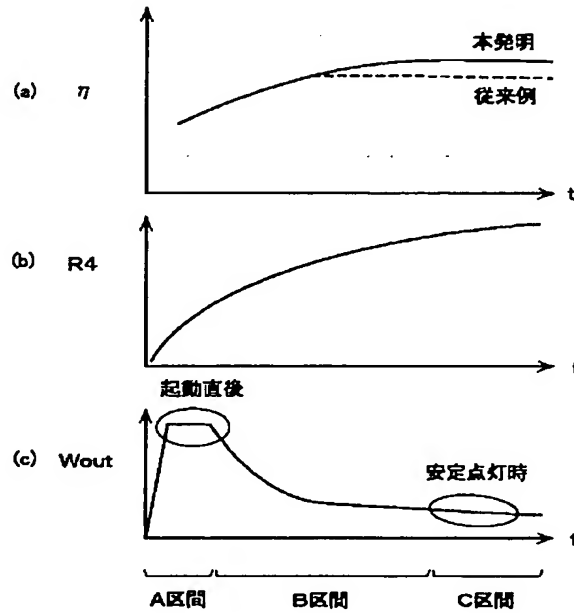 本発明
(a) η
従来例
t
(b) R4
t
起動直後
(c) Wout
安定点灯時
t
A区間 B区間 C区間